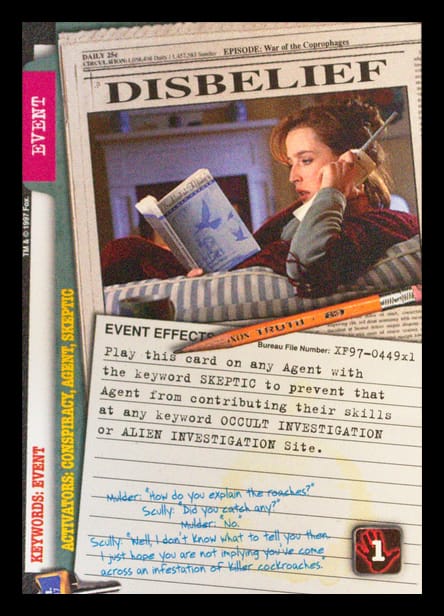 DAILY 25¢
EPISODE: War of the Coprophages
DISBELIEF
EVENT
TM & © 1997 Fox.
KEYWORDS: EVENT
ACTIVATORS: CONSPIRACY, AGENT, SKEPTIC
TRUTH
EVENT EFFECTS
Bureau File Number: XF97-0449x1
Play this card on any Agent with
the keyword SKEPTIC to prevent that
Agent from contributing their skills
at any keyword OCCULT INVESTIGATION
or ALIEN INVESTIGATION Site.
Mulder: "How do you explain the roaches?"
Scully: "Did you catch any?"
Mulder: "No."
Scully: "Well, I don't know what to tell you then.
I just hope you are not implying you've come
across an infestation of killer cockroaches."
1